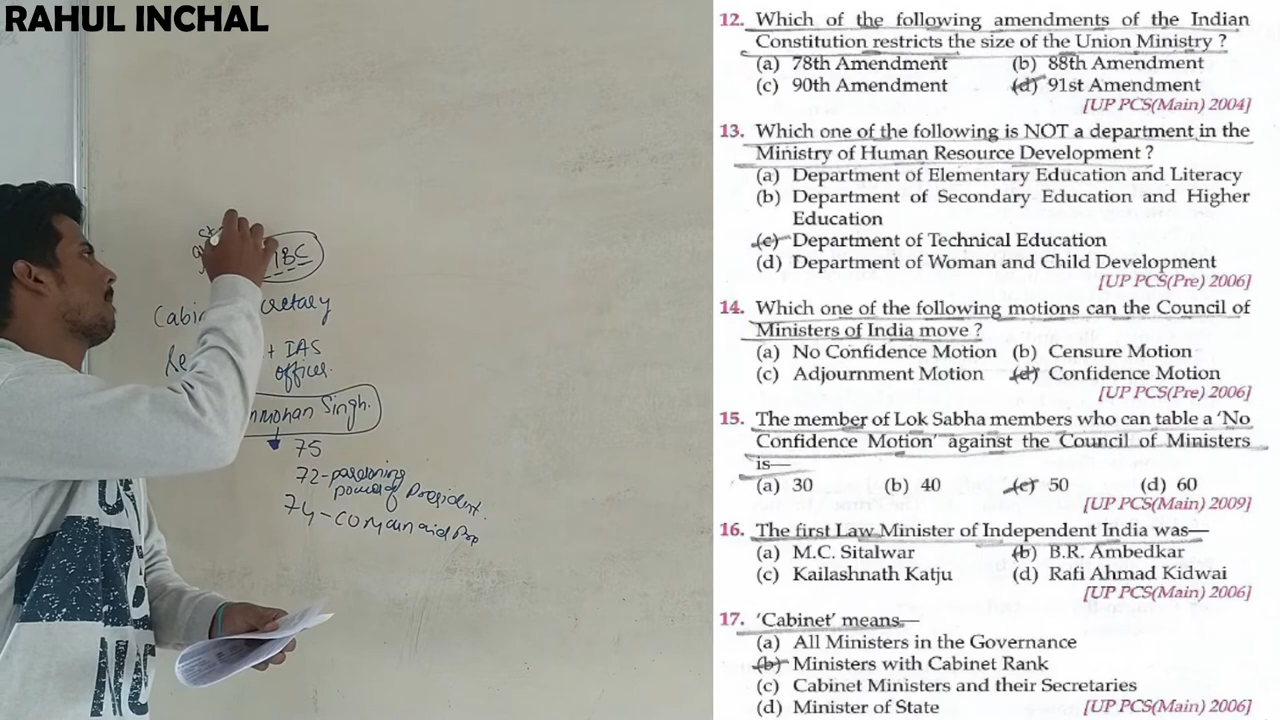 RAHUL INCHAL
IBC
Cabin cretary
+ IAS
officer.
nmohan Singh.
75
72-
power of President.
74-
12. Which of the following amendments of the Indian
Constitution restricts the size of the Union Ministry ?
(a) 78th Amendment (b) 88th Amendment
(c) 90th Amendment (d) 91st Amendment
[UP PCS(Main) 2004]
13. Which one of the following is NOT a department in the
Ministry of Human Resource Development ?
(a) Department of Elementary Education and Literacy
(b) Department of Secondary Education and Higher
Education
(c) Department of Technical Education
(d) Department of Woman and Child Development
[UP PCS(Pre) 2006]
14. Which one of the following motions can the Council of
Ministers of India move ?
(a) No Confidence Motion (b) Censure Motion
(c) Adjournment Motion (d) Confidence Motion
[UP PCS(Pre) 2006]
15. The member of Lok Sabha members who can table a ‘No
Confidence Motion’ against the Council of Ministers
is—
(a) 30 (b) 40 (c) 50 (d) 60
[UP PCS(Main) 2009]
16. The first Law Minister of Independent India was—
(a) M.C. Sitalwar (b) B.R. Ambedkar
(c) Kailashnath Katju (d) Rafi Ahmad Kidwai
[UP PCS(Main) 2006]
17. ‘Cabinet’ means—
(a) All Ministers in the Governance
(b) Ministers with Cabinet Rank
(c) Cabinet Ministers and their Secretaries
(d) Minister of State [UP PCS(Main) 2006]